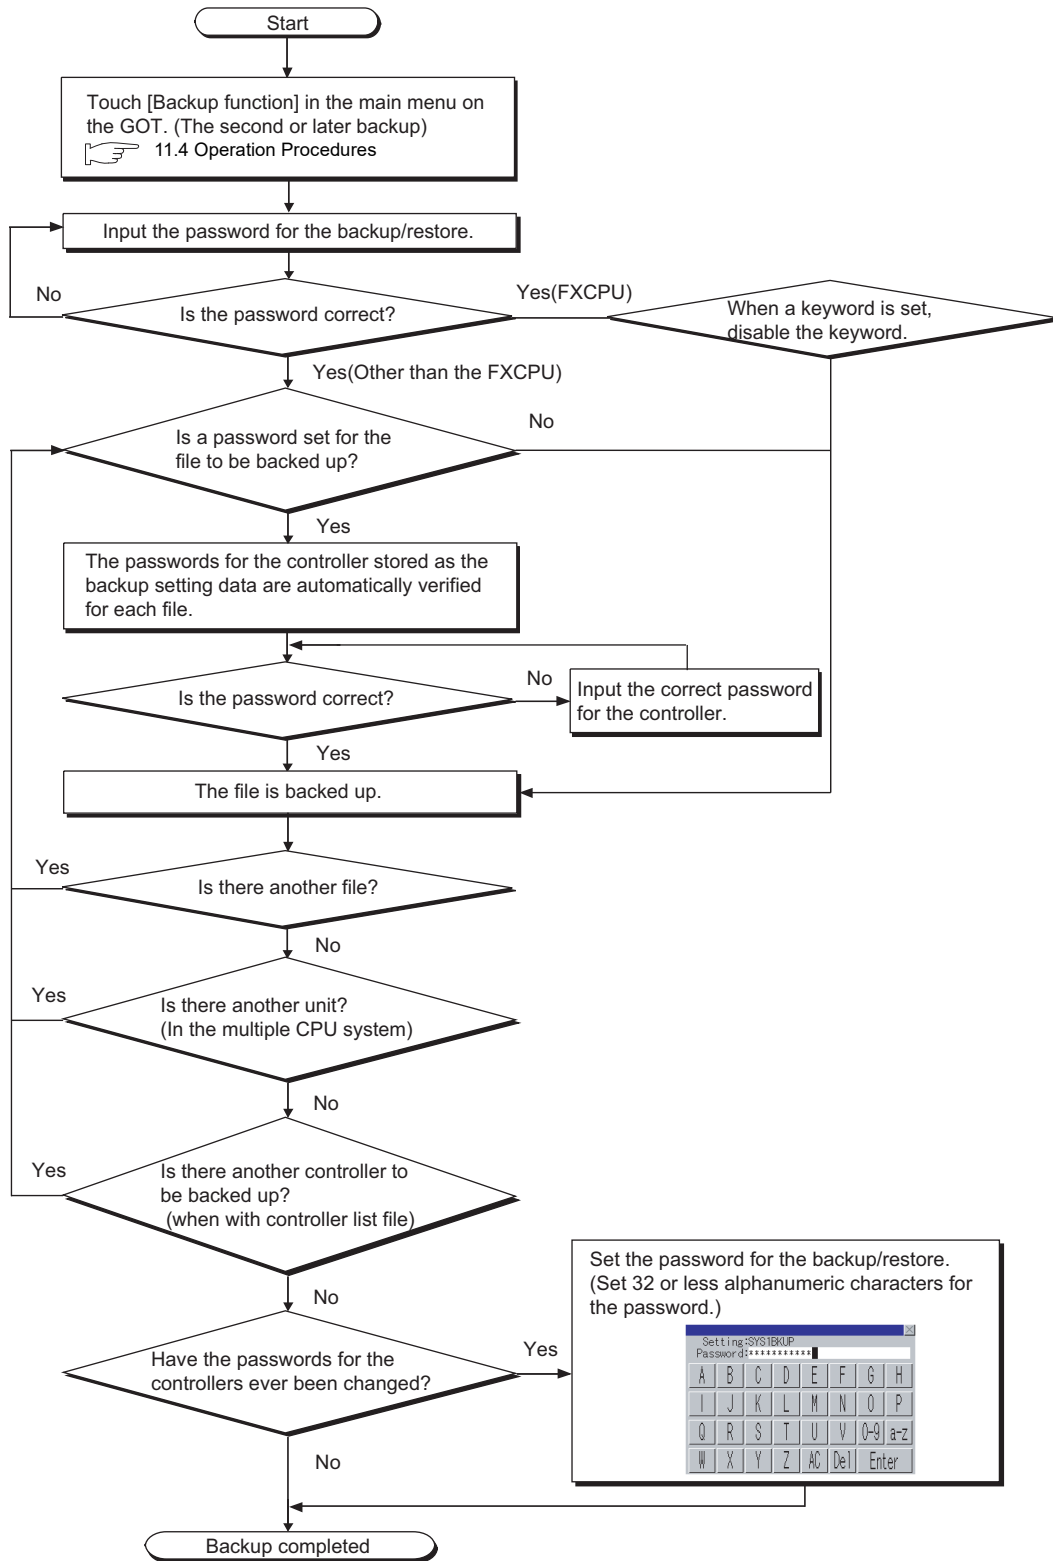 Start
Touch [Backup function] in the main menu on
the GOT. (The second or later backup)
11.4 Operation Procedures
Input the password for the backup/restore.
No
Is the password correct?
Yes(FXCPU)
When a keyword is set,
disable the keyword.
Yes(Other than the FXCPU)
Is a password set for the
file to be backed up?
No
Yes
The passwords for the controller stored as the
backup setting data are automatically verified
for each file.
Is the password correct?
No
Input the correct password
for the controller.
Yes
The file is backed up.
Yes
Is there another file?
No
Yes
Is there another unit?
(In the multiple CPU system)
No
Yes
Is there another controller to
be backed up?
(when with controller list file)
No
Have the passwords for the
controllers ever been changed?
Yes
Set the password for the backup/restore.
(Set 32 or less alphanumeric characters for
the password.)
Setting:SYS1BKUP
Password:***********
A B C D E F G H
I J K L M N O P
Q R S T U V 0-9 a-z
W X Y Z AC Del Enter
No
Backup completed